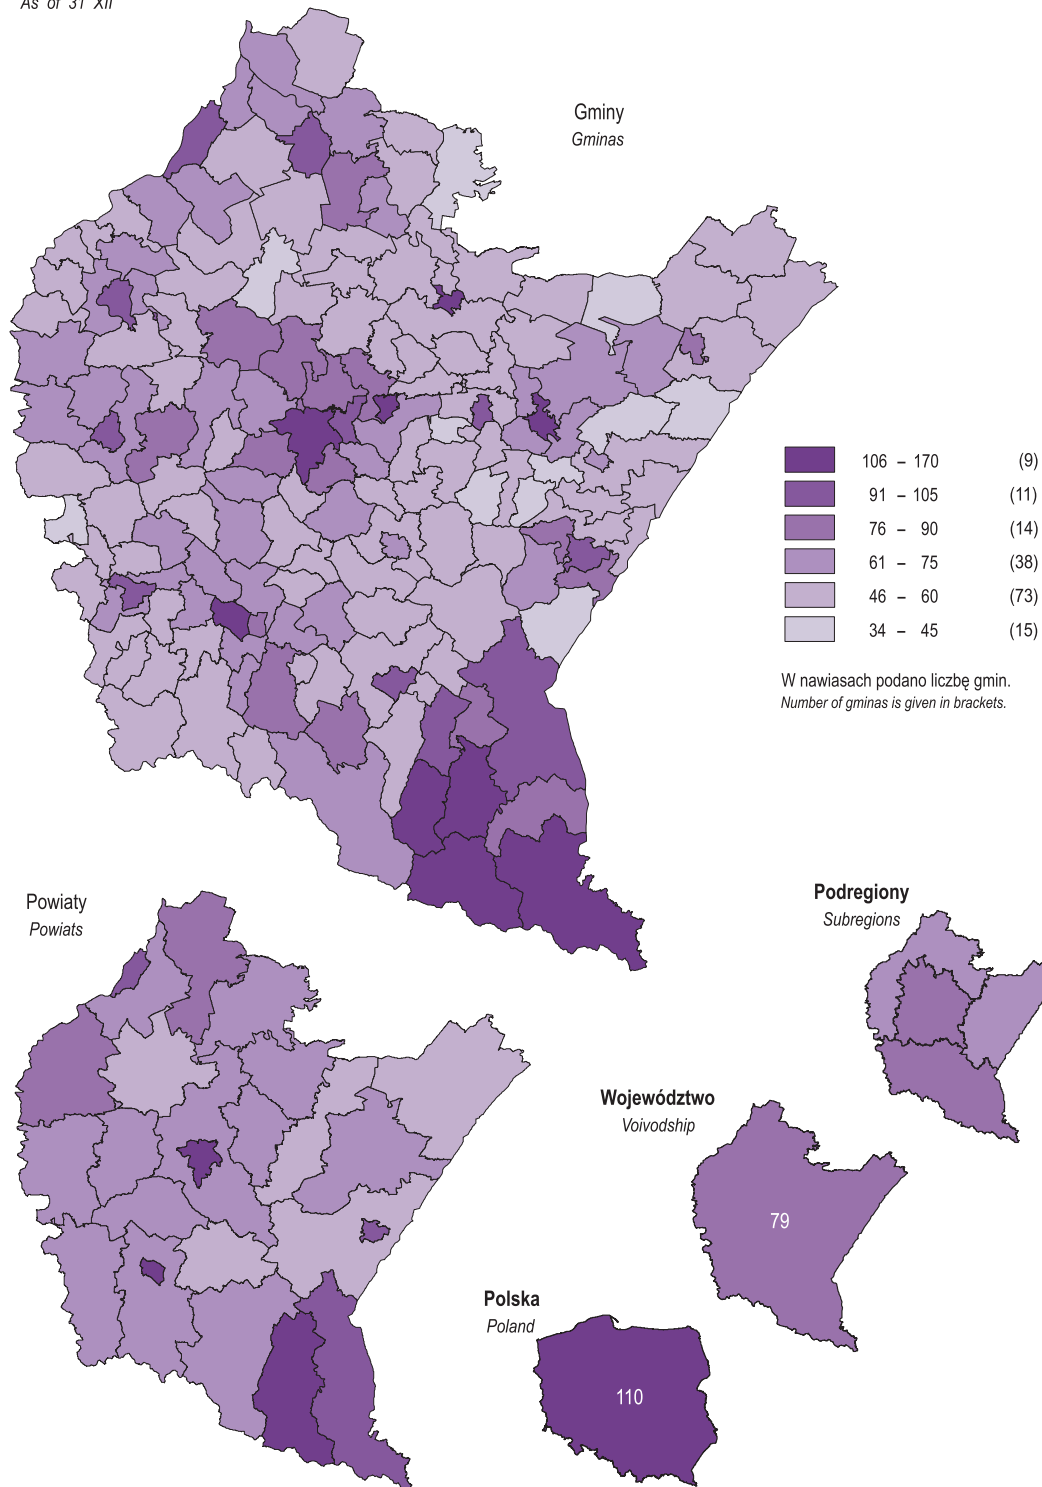 As of 31 XII
Gminy
Gminas
106 – 170 (9)
91 – 105 (11)
76 – 90 (14)
61 – 75 (38)
46 – 60 (73)
34 – 45 (15)
W nawiasach podano liczbę gmin.
Number of gminas is given in brackets.
Powiaty
Powiats
Podregiony
Subregions
Województwo
Voivodship
79
Polska
Poland
110